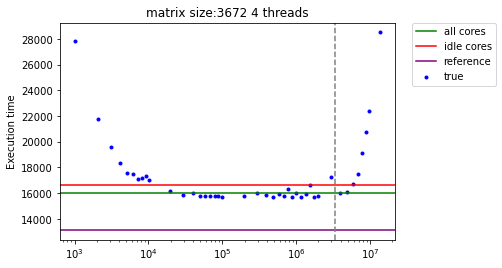 matrix size:3672 4 threads
all cores
idle cores
reference
true
Execution time
28000
26000
24000
22000
20000
18000
16000
14000
10³ 10⁴ 10⁵ 10⁶ 10⁷